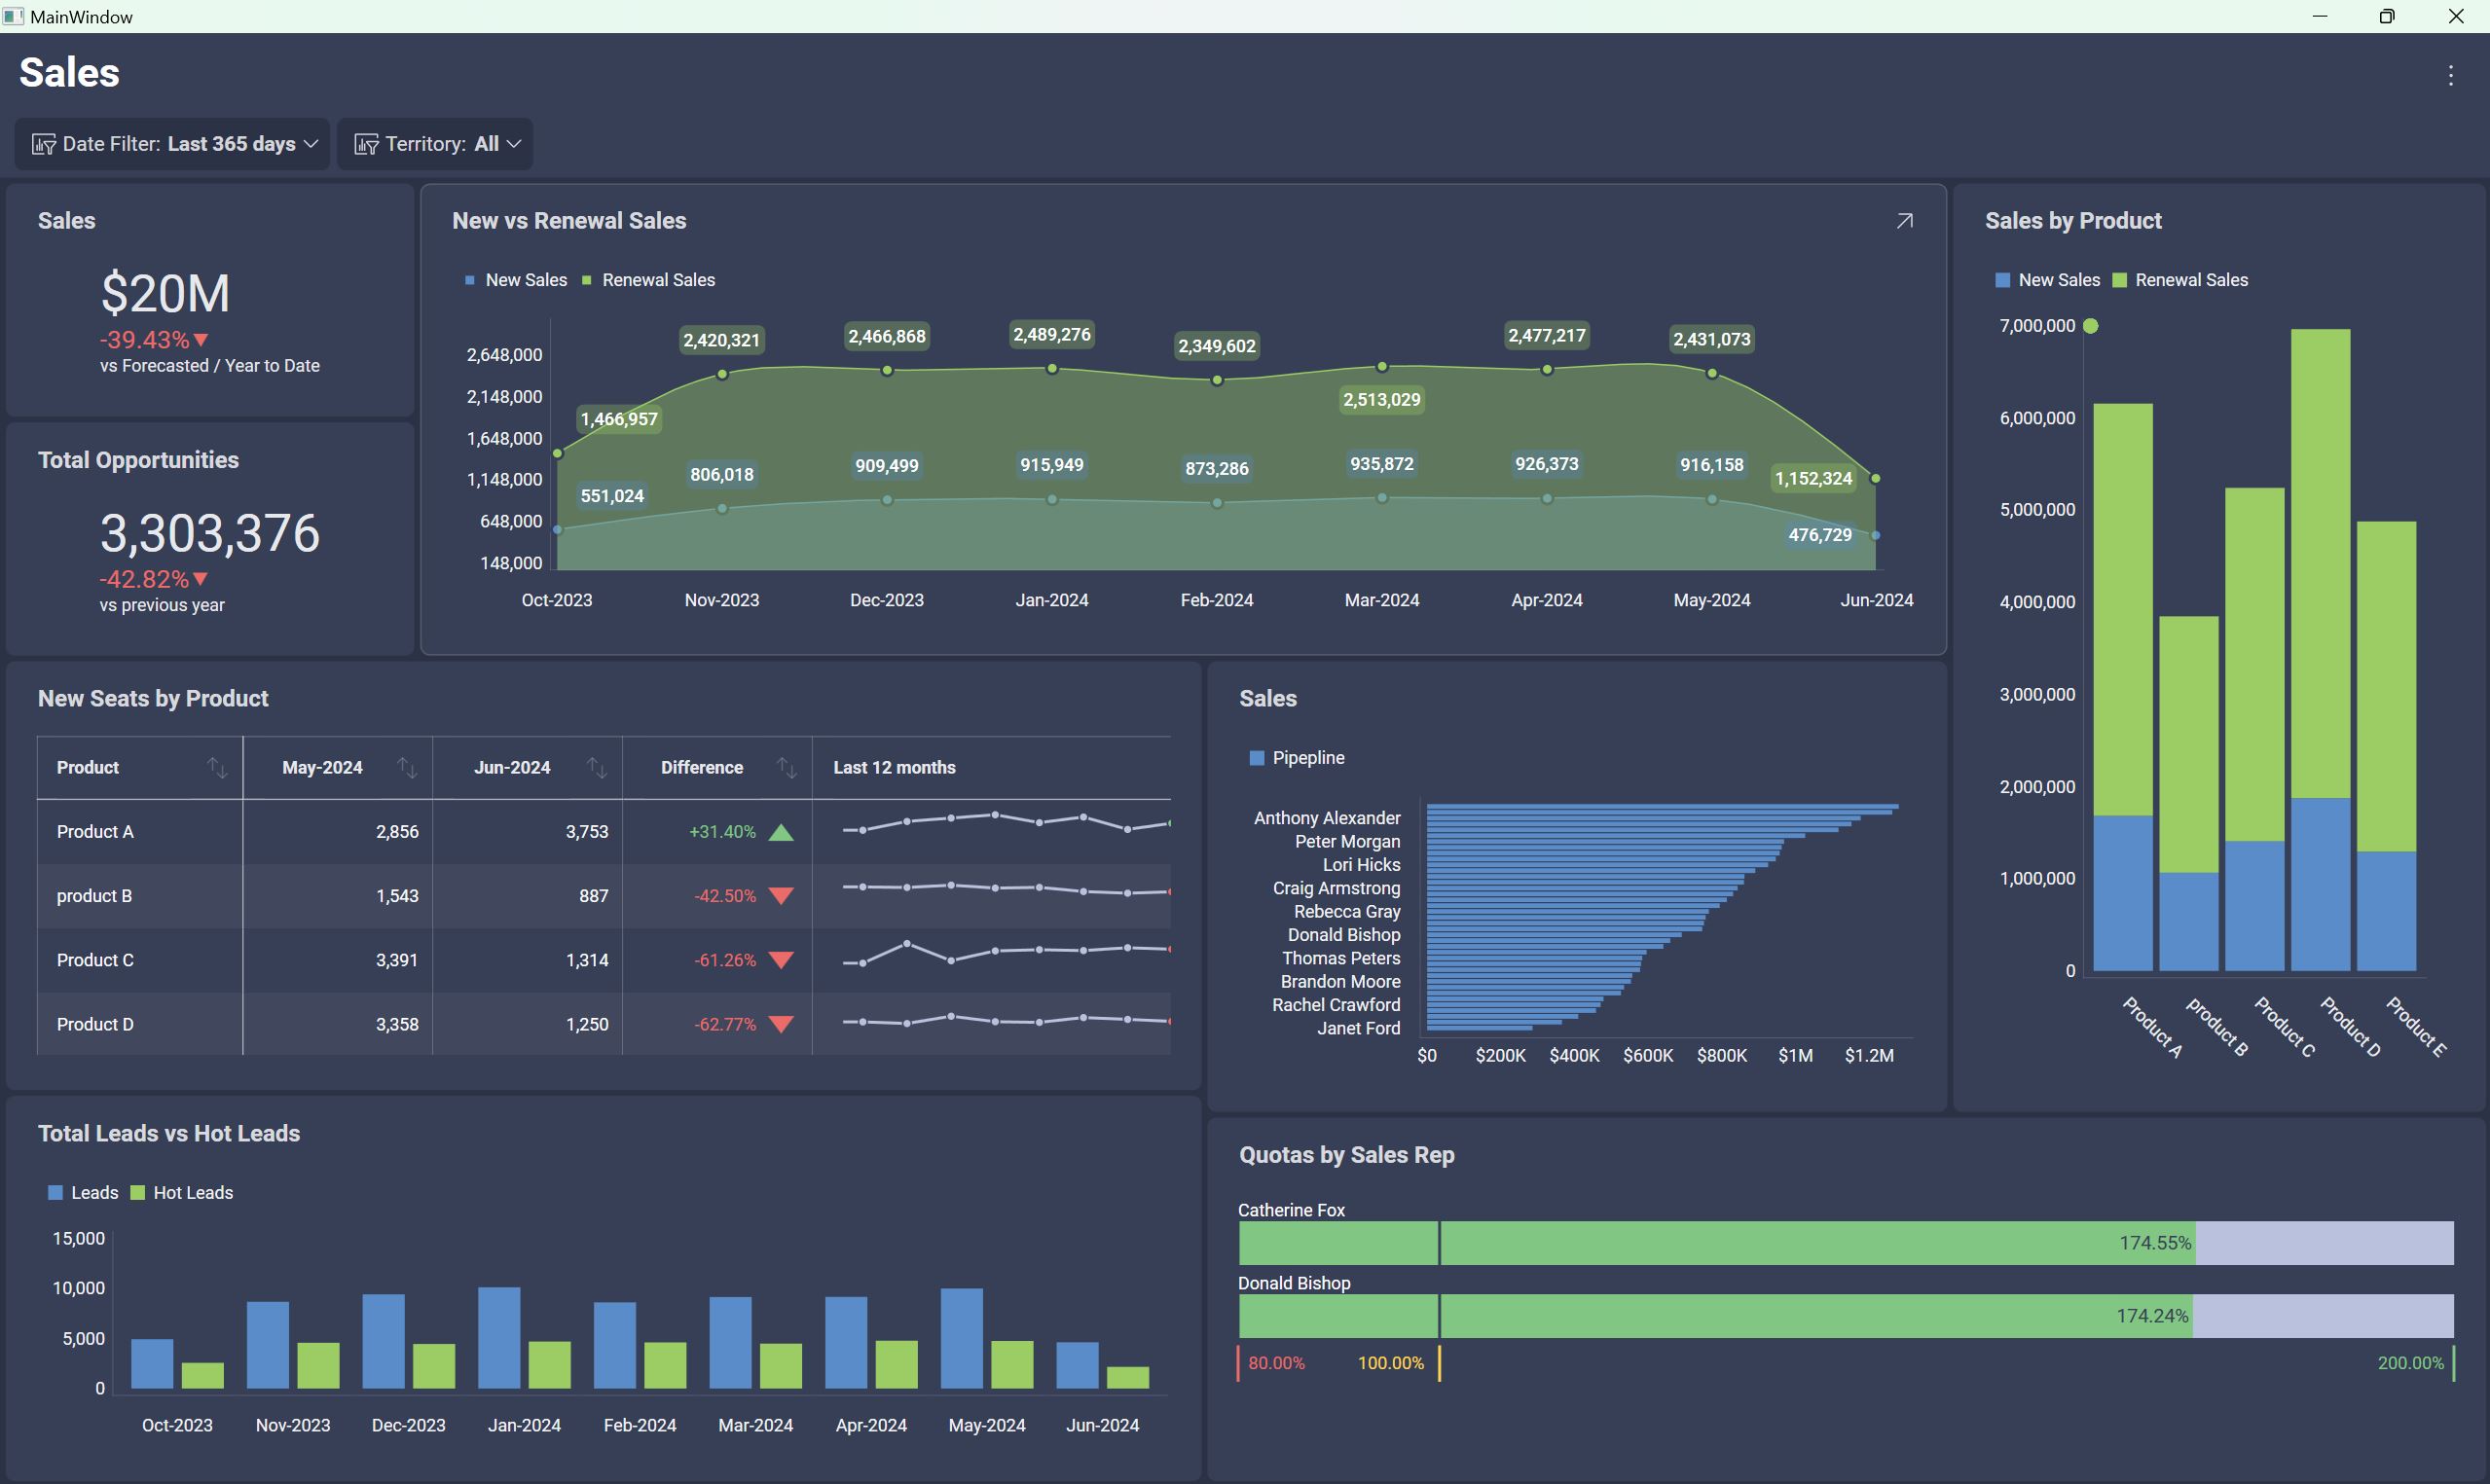 MainWindow
Sales
Date Filter: Last 365 days
Territory: All
Sales
$20M
-39.43%
vs Forecasted / Year to Date
Total Opportunities
3,303,376
-42.82%
vs previous year
New vs Renewal Sales
New Sales Renewal Sales
2,648,000
2,148,000
1,648,000
1,148,000
648,000
148,000
1,466,957
2,420,321
2,466,868
2,489,276
2,349,602
2,513,029
2,477,217
2,431,073
1,152,324
551,024
806,018
909,499
915,949
873,286
935,872
926,373
916,158
476,729
Oct-2023 Nov-2023 Dec-2023 Jan-2024 Feb-2024 Mar-2024 Apr-2024 May-2024 Jun-2024
Sales by Product
New Sales Renewal Sales
7,000,000
6,000,000
5,000,000
4,000,000
3,000,000
2,000,000
1,000,000
0
Product A product B Product C Product D Product E
New Seats by Product
Product May-2024 Jun-2024 Difference Last 12 months
Product A 2,856 3,753 +31.40%
product B 1,543 887 -42.50%
Product C 3,391 1,314 -61.26%
Product D 3,358 1,250 -62.77%
Sales
Pipepline
Anthony Alexander
Peter Morgan
Lori Hicks
Craig Armstrong
Rebecca Gray
Donald Bishop
Thomas Peters
Brandon Moore
Rachel Crawford
Janet Ford
$0 $200K $400K $600K $800K $1M $1.2M
Total Leads vs Hot Leads
Leads Hot Leads
15,000
10,000
5,000
0
Oct-2023 Nov-2023 Dec-2023 Jan-2024 Feb-2024 Mar-2024 Apr-2024 May-2024 Jun-2024
Quotas by Sales Rep
Catherine Fox
174.55%
Donald Bishop
174.24%
80.00% 100.00% 200.00%